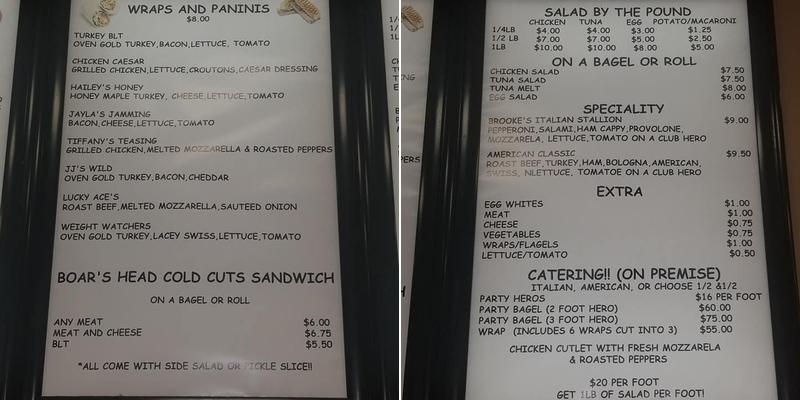 WRAPS AND PANINIS
$8.00
TURKEY BLT
OVEN GOLD TURKEY,BACON,LETTUCE, TOMATO
CHICKEN CAESAR
GRILLED CHICKEN,LETTUCE,CROUTONS,CAESAR DRESSING
HAILEY'S HONEY
HONEY MAPLE TURKEY, CHEESE,LETTUCE,TOMATO
JAYLA'S JAMMING
BACON,CHEESE,LETTUCE,TOMATO
TIFFANY'S TEASING
GRILLED CHICKEN,MELTED MOZZARELLA & ROASTED PEPPERS
JJ'S WILD
OVEN GOLD TURKEY,BACON,CHEDDAR
LUCKY ACE'S
ROAST BEEF,MELTED MOZZARELLA,SAUTEED ONION
WEIGHT WATCHERS
OVEN GOLD TURKEY,LACEY SWISS,LETTUCE,TOMATO
BOAR'S HEAD COLD CUTS SANDWICH
ON A BAGEL OR ROLL
ANY MEAT $6.00
MEAT AND CHEESE $6.75
BLT $5.50
*ALL COME WITH SIDE SALAD OR PICKLE SLICE!!
SALAD BY THE POUND
CHICKEN TUNA EGG POTATO/MACARONI
1/4LB $4.00 $4.00 $3.00 $1.25
1/2 LB $7.00 $7.00 $5.00 $2.50
1LB $10.00 $10.00 $8.00 $5.00
ON A BAGEL OR ROLL
CHICKEN SALAD $7.50
TUNA SALAD $7.50
TUNA MELT $8.00
EGG SALAD $6.00
SPECIALITY
BROOKE'S ITALIAN STALLION $9.00
PEPPERONI,SALAMI,HAM CAPPY,PROVOLONE,
MOZZARELA, LETTUCE,TOMATO ON A CLUB HERO
AMERICAN CLASSIC $9.50
ROAST BEEF,TURKEY,HAM,BOLOGNA,AMERICAN,
SWISS, NLETTUCE, TOMATOE ON A CLUB HERO
EXTRA
EGG WHITES $1.00
MEAT $1.00
CHEESE $0.75
VEGETABLES $0.75
WRAPS/FLAGELS $1.00
LETTUCE/TOMATO $0.50
CATERING!! (ON PREMISE)
ITALIAN, AMERICAN, OR CHOOSE 1/2 &1/2
PARTY HEROS $16 PER FOOT
PARTY BAGEL (2 FOOT HERO) $60.00
PARTY BAGEL (3 FOOT HERO) $75.00
WRAP (INCLUDES 6 WRAPS CUT INTO 3) $55.00
CHICKEN CUTLET WITH FRESH MOZZARELA
& ROASTED PEPPERS
$20 PER FOOT
GET 1LB OF SALAD PER FOOT!